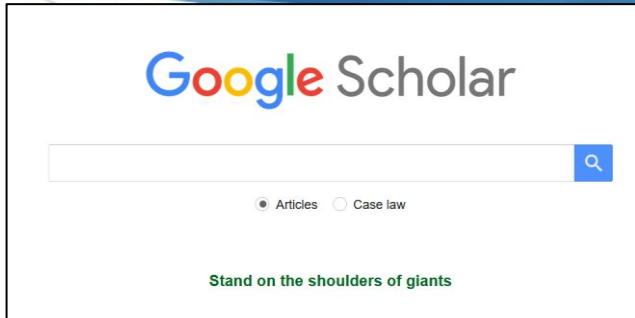 Google Scholar
Articles Case law
Stand on the shoulders of giants